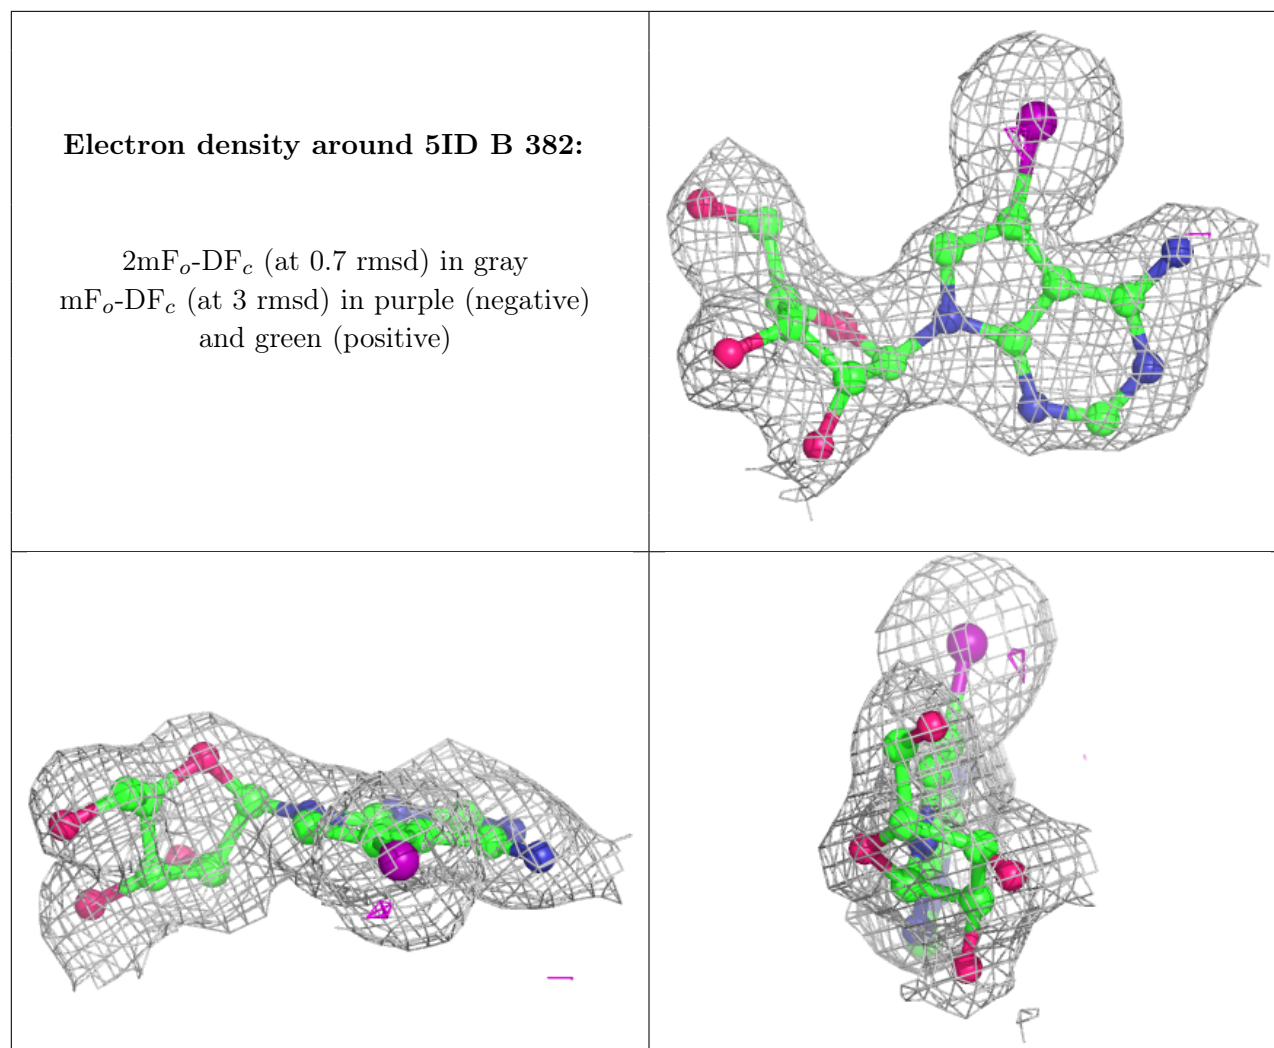 Electron density around 5ID B 382:
2mFo-DFc (at 0.7 rmsd) in gray
mFo-DFc (at 3 rmsd) in purple (negative)
and green (positive)